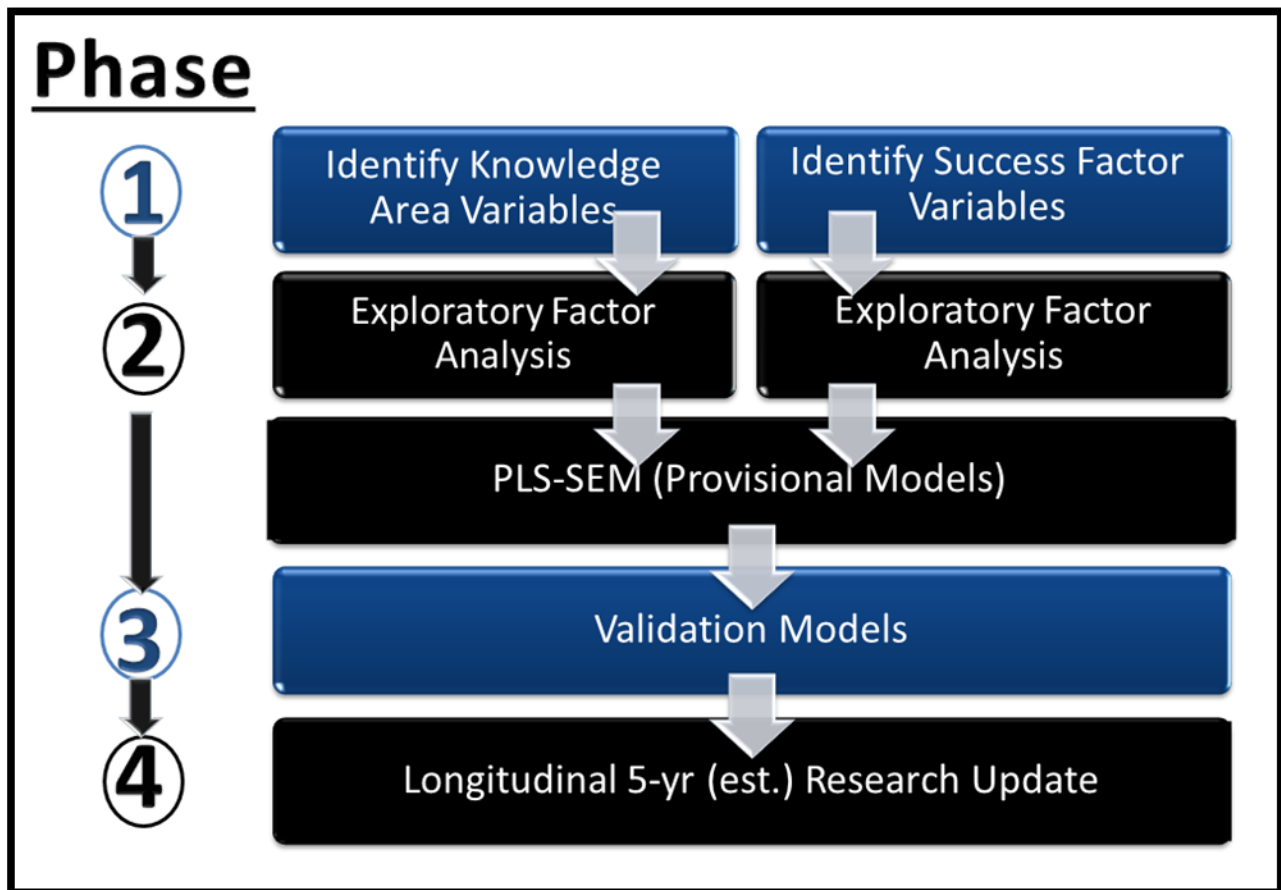 Phase
1
Identify Knowledge
Area Variables
Identify Success Factor
Variables
2
Exploratory Factor
Analysis
Exploratory Factor
Analysis
PLS-SEM (Provisional Models)
3
Validation Models
4
Longitudinal 5-yr (est.) Research Update